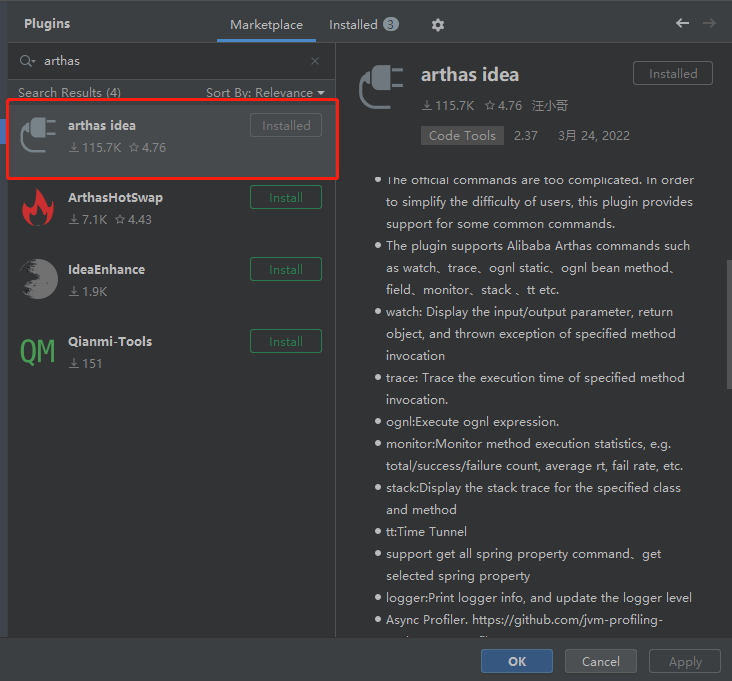 Plugins
Marketplace
Installed 3
arthas
Search Results (4)
Sort By: Relevance
arthas idea
Installed
115.7K 4.76
ArthasHotSwap
Install
7.1K 4.43
IdeaEnhance
Install
1.9K
QM
Qianmi-Tools
Install
151
arthas idea
Installed
115.7K 4.76 汪小哥
Code Tools 2.37 3月 24, 2022
The official commands are too complicated. In order
to simplify the difficulty of users, this plugin provides
support for some common commands.
The plugin supports Alibaba Arthas commands such
as watch、trace、ognl static、ognl bean method、
field、monitor、stack 、tt etc.
watch: Display the input/output parameter, return
object, and thrown exception of specified method
invocation
trace: Trace the execution time of specified method
invocation.
ognl:Execute ognl expression.
monitor:Monitor method execution statistics, e.g.
total/success/failure count, average rt, fail rate, etc.
stack:Display the stack trace for the specified class
and method
tt:Time Tunnel
support get all spring property command、get
selected spring property
logger:Print logger info, and update the logger level
Async Profiler. https://github.com/jvm-profiling-
OK
Cancel
Apply